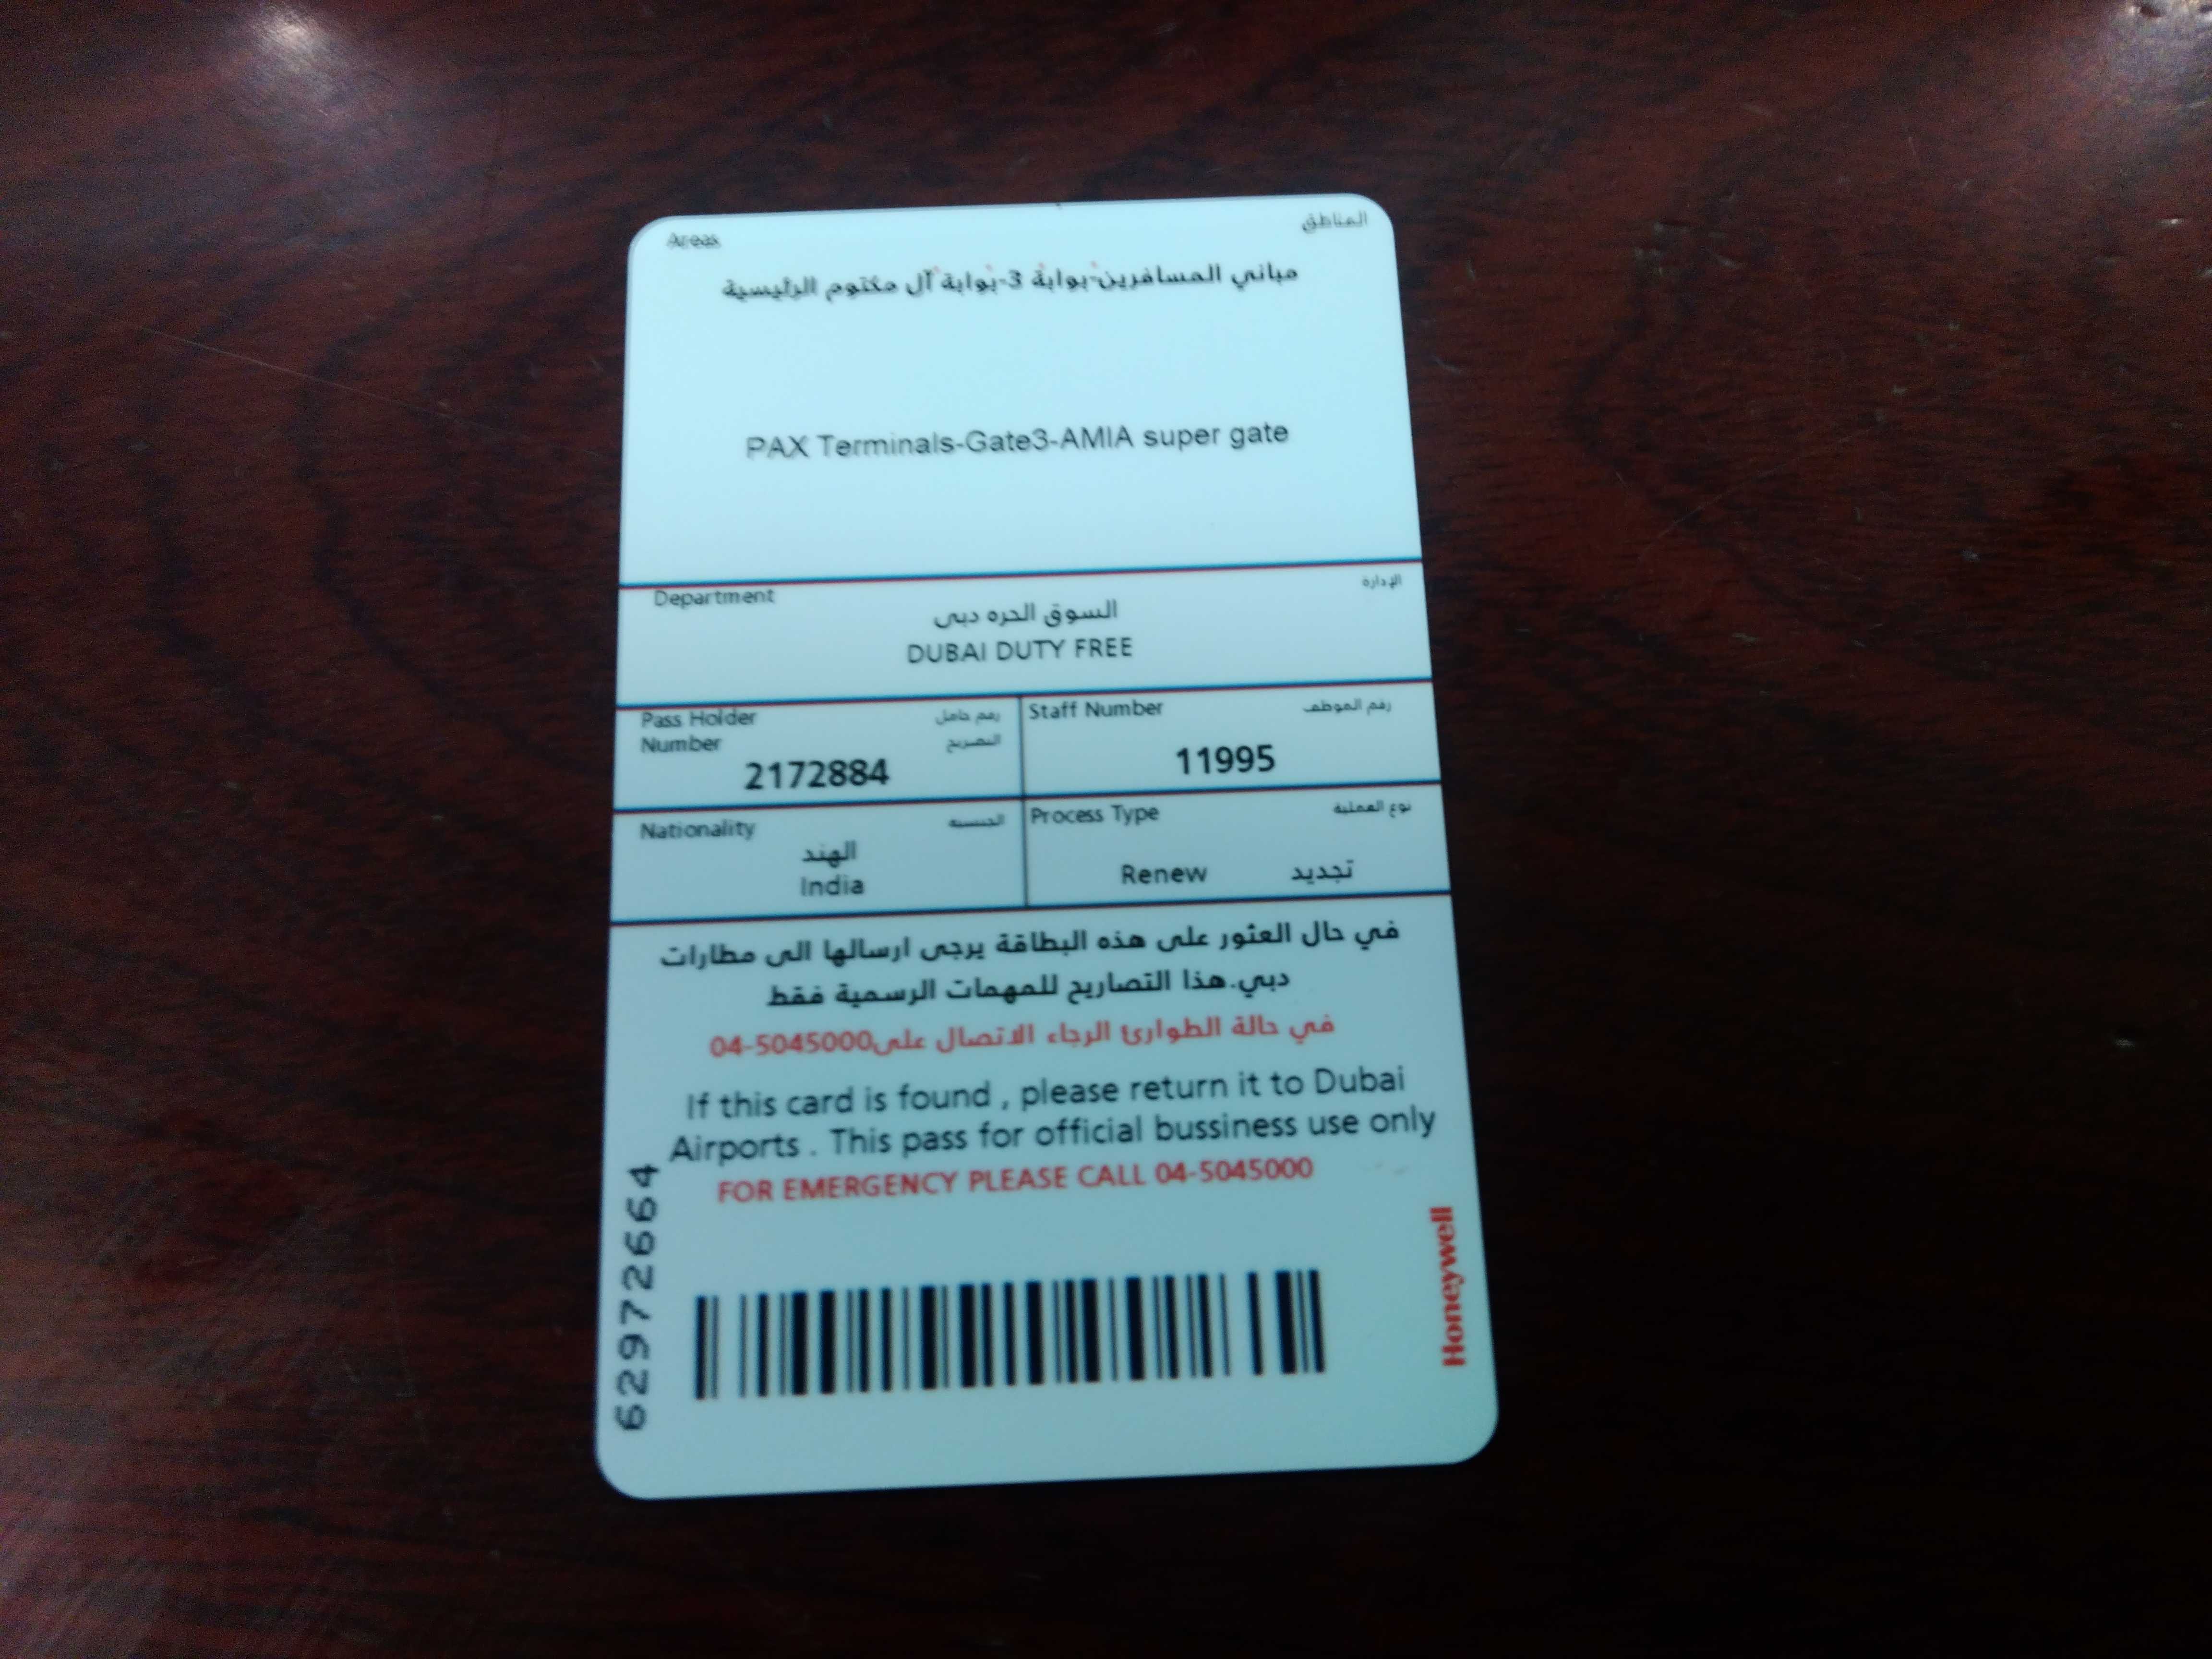 Areas المناطق
مباني المسافرين-بوابة 3-بوابة آل مكتوم الرئيسية
PAX Terminals-Gate3-AMIA super gate
Department الإدارة
السوق الحره دبى
DUBAI DUTY FREE
Pass Holder رقم حامل
Number التصريح
2172884
Staff Number رقم الموظف
11995
Nationality الجنسيه
الهند
India
Process Type نوع العملية
Renew تجديد
في حال العثور على هذه البطاقة يرجى ارسالها الى مطارات
دبي.هذا التصاريح للمهمات الرسمية فقط
في حالة الطوارئ الرجاء الاتصال على04-5045000
If this card is found , please return it to Dubai
Airports . This pass for official bussiness use only
FOR EMERGENCY PLEASE CALL 04-5045000
62972664
Honeywell